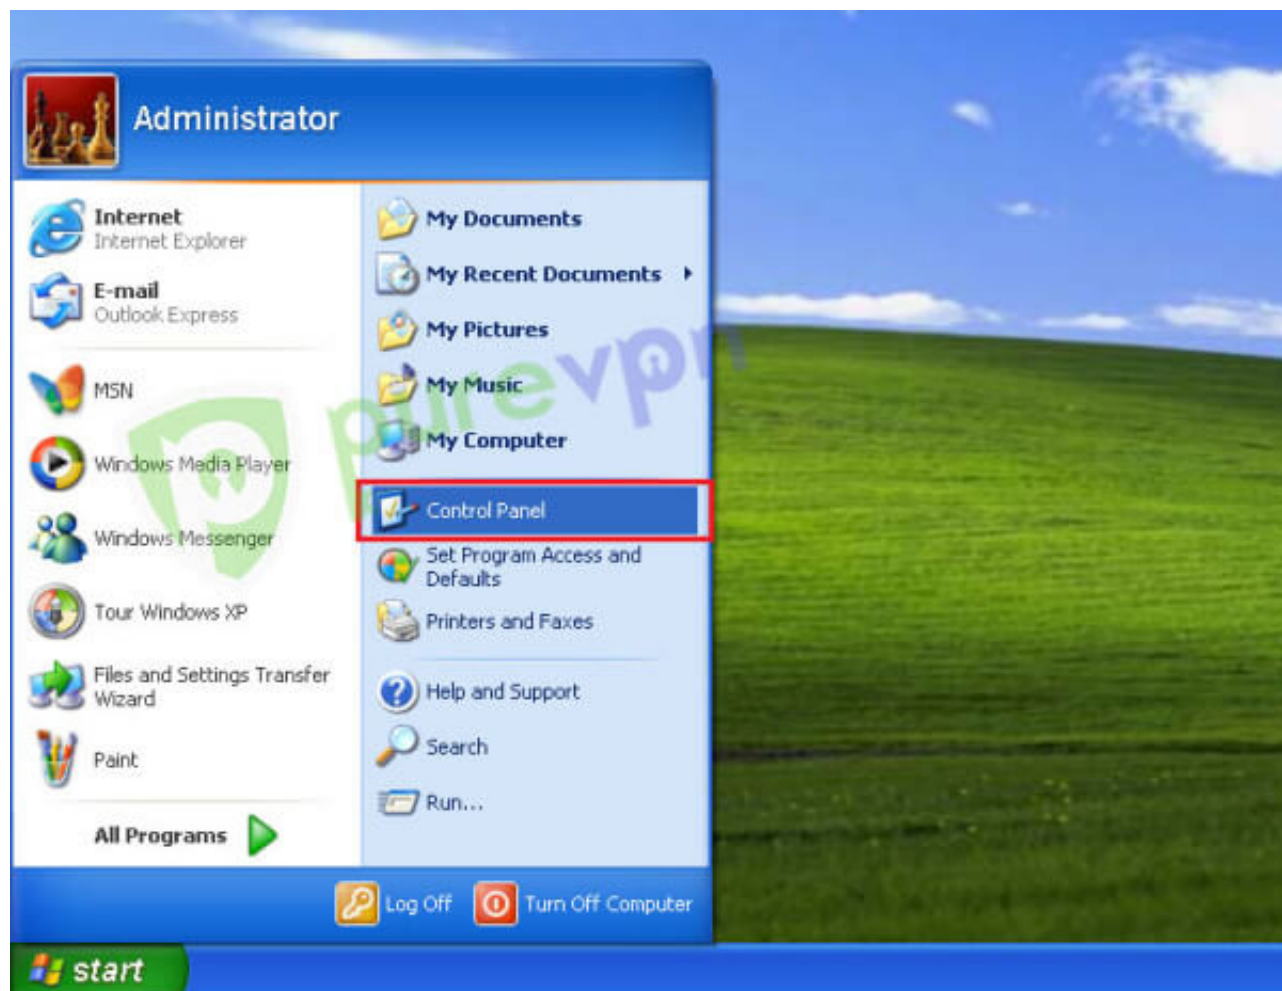 Administrator
Internet
Internet Explorer
E-mail
Outlook Express
MSN
Windows Media Player
Windows Messenger
Tour Windows XP
Files and Settings Transfer
Wizard
Paint
All Programs
My Documents
My Recent Documents
My Pictures
My Music
My Computer
Control Panel
Set Program Access and
Defaults
Printers and Faxes
Help and Support
Search
Run...
purevpn
Log Off
Turn Off Computer
start